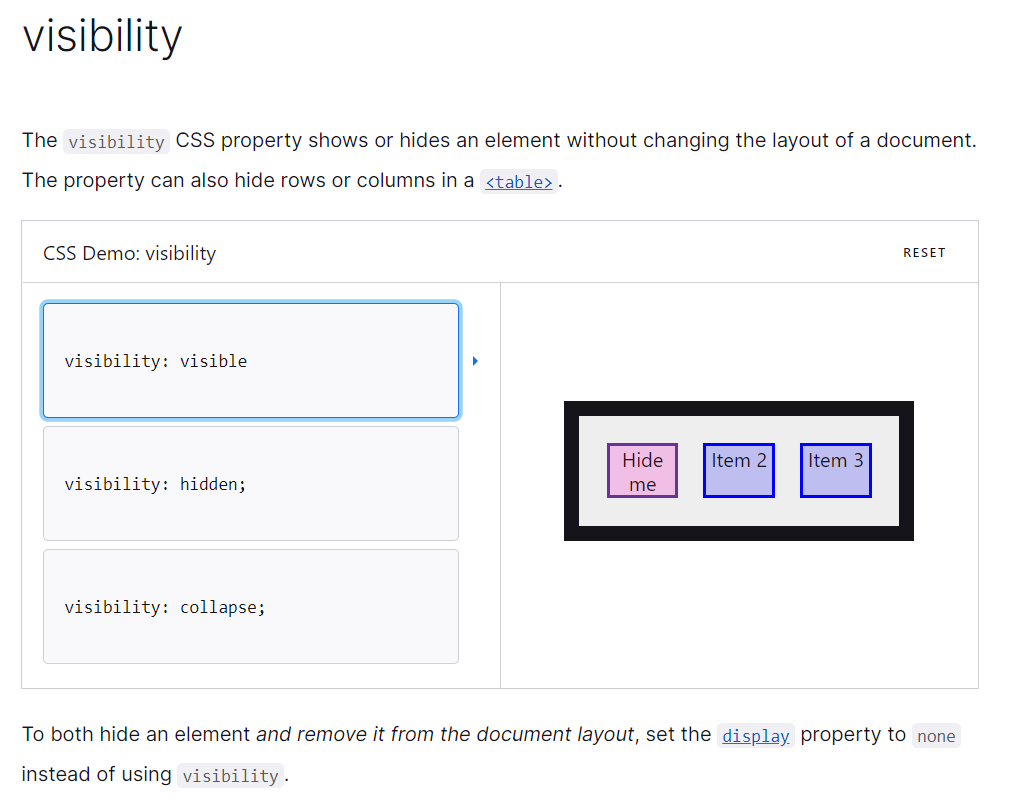 visibility
The visibility CSS property shows or hides an element without changing the layout of a document.
The property can also hide rows or columns in a <table>.
CSS Demo: visibility
RESET
visibility: visible
visibility: hidden;
visibility: collapse;
Hide
me
Item 2
Item 3
To both hide an element and remove it from the document layout, set the display property to none
instead of using visibility.